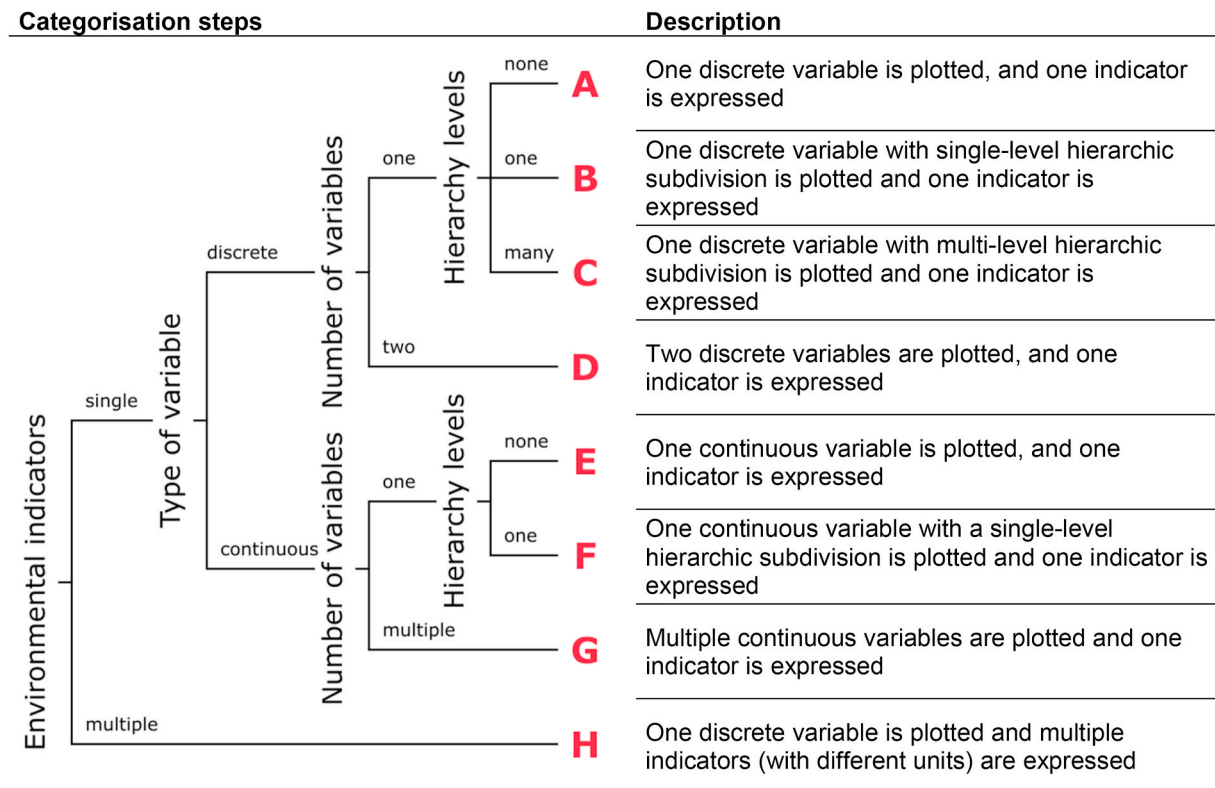 Categorisation steps
Description
Environmental indicators
single
multiple
Type of variable
discrete
continuous
Number of variables
one
two
Number of variables
one
multiple
Hierarchy levels
none
one
many
Hierarchy levels
none
one
A
One discrete variable is plotted, and one indicator
is expressed
B
One discrete variable with single-level hierarchic
subdivision is plotted and one indicator is
expressed
C
One discrete variable with multi-level hierarchic
subdivision is plotted and one indicator is
expressed
D
Two discrete variables are plotted, and one
indicator is expressed
E
One continuous variable is plotted, and one
indicator is expressed
F
One continuous variable with a single-level
hierarchic subdivision is plotted and one indicator is
expressed
G
Multiple continuous variables are plotted and one
indicator is expressed
H
One discrete variable is plotted and multiple
indicators (with different units) are expressed